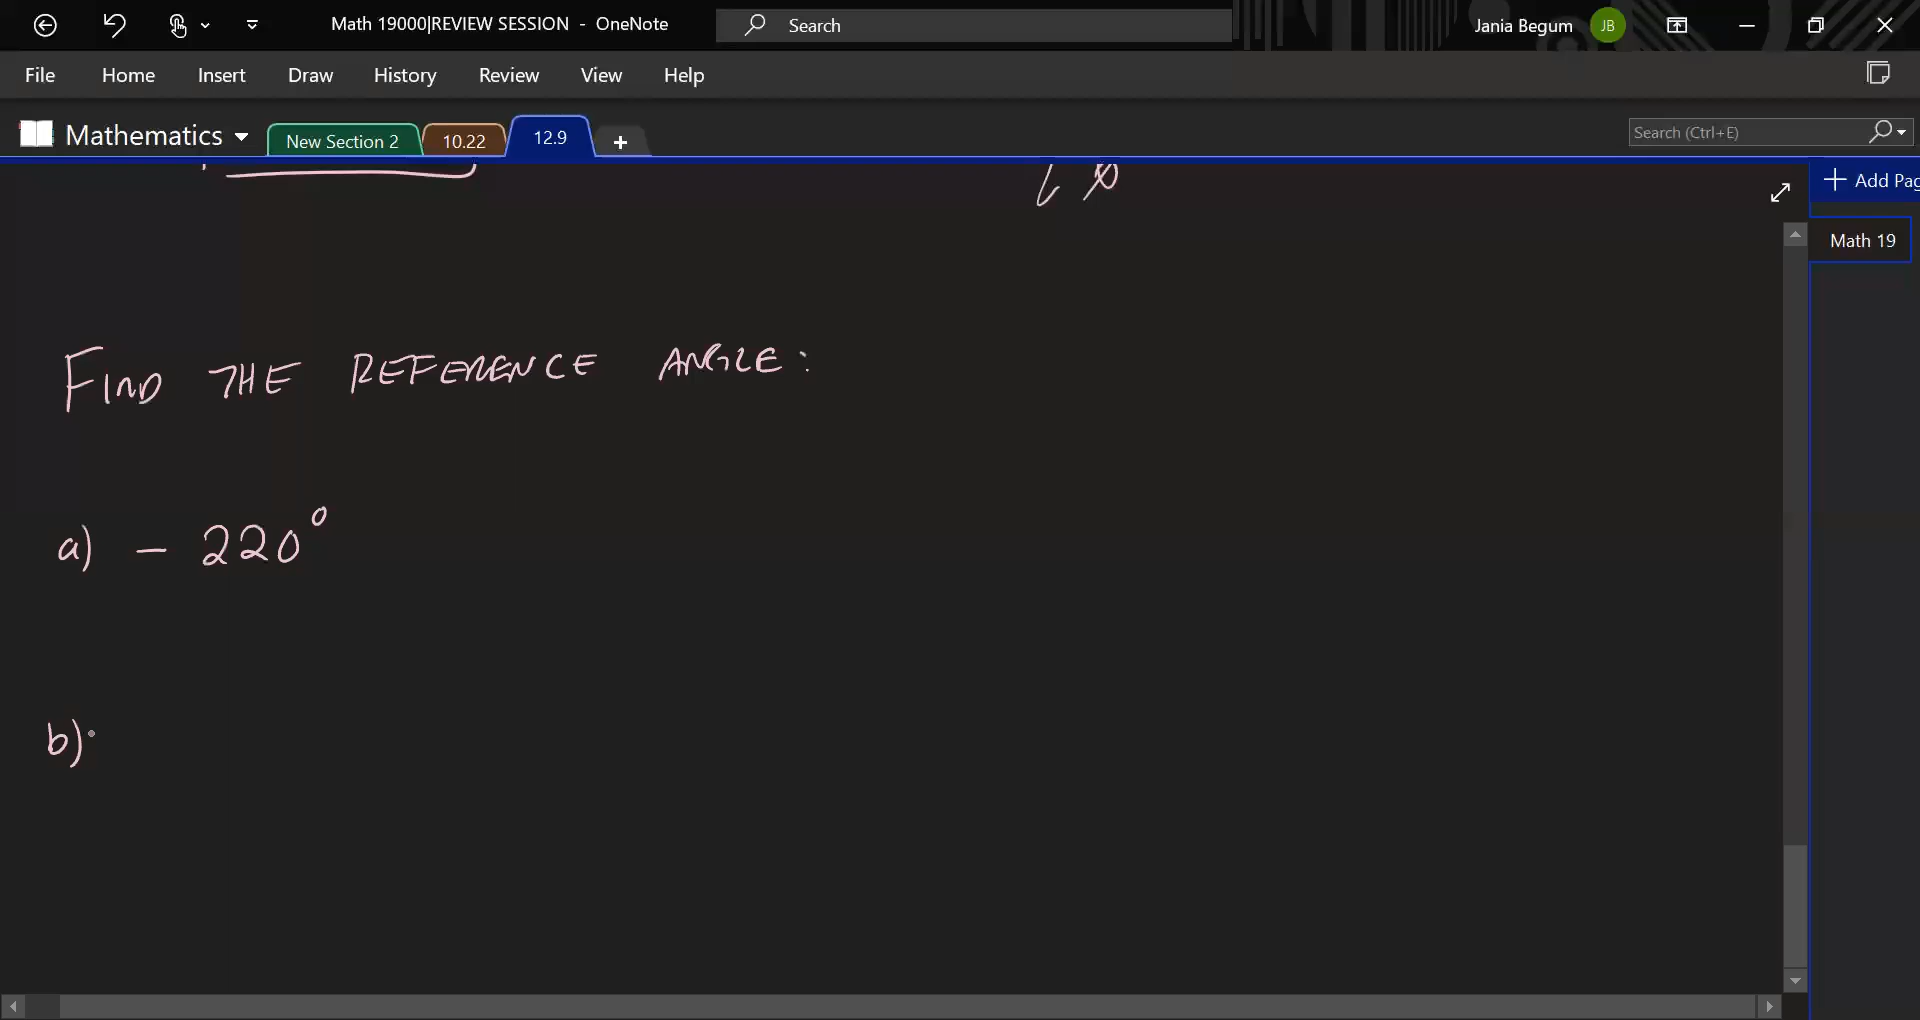 Math 19000|REVIEW SESSION - OneNote
Search
Jania Begum
JB
File Home Insert Draw History Review View Help
Mathematics
New Section 2
10.22
12.9
+
Search (Ctrl+E)
Add Pag
Math 19
FIND THE REFERENCE ANGLE:
a) - 220°
b)